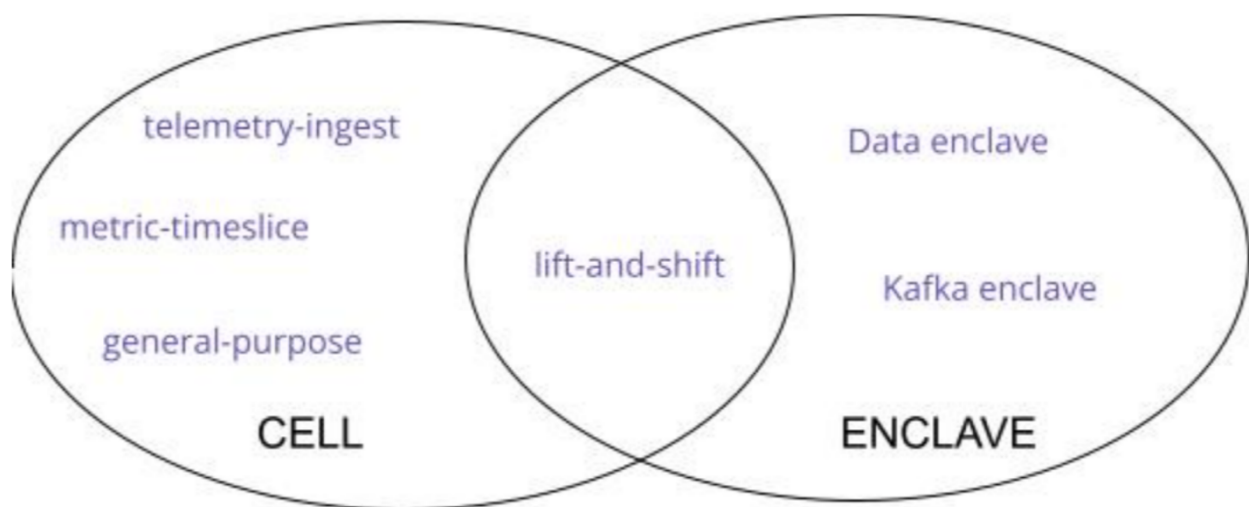 telemetry-ingest
Data enclave
metric-timeslice
lift-and-shift
Kafka enclave
general-purpose
CELL
ENCLAVE